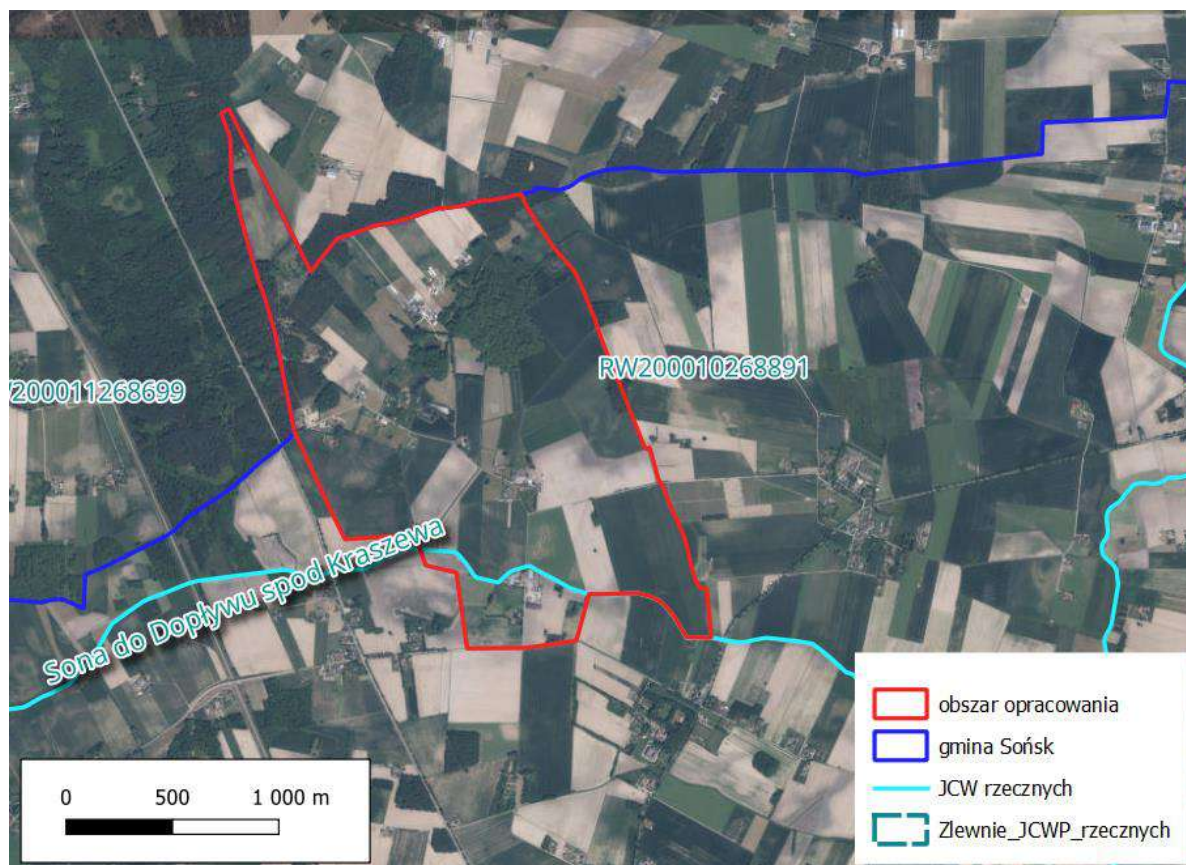 RW200010268891
/200011268699
Sona do Dopływu spod Kraszewa
obszar opracowania
gmina Sońsk
JCW rzecznych
Zlewnie_JCWP_rzecznych
0 500 1 000 m